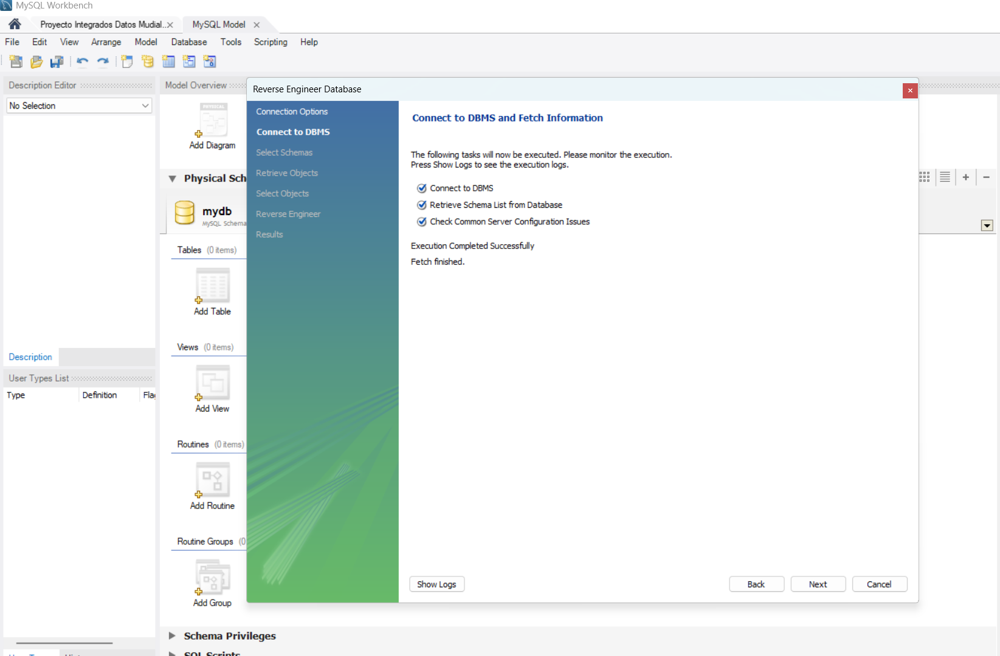 MySQL Workbench
Proyecto Integrados Datos Mudial...
MySQL Model
File Edit View Arrange Model Database Tools Scripting Help
Description Editor
No Selection
Description
User Types List
Type Definition
Model Overview
PHYSICAL
Add Diagram
Physical Sch
mydb
MySQL Schema
Tables (0 items)
Add Table
Views (0 items)
Add View
Routines (0 items)
Add Routine
Routine Groups (0
Add Group
Schema Privileges
SQL Scripts
Reverse Engineer Database
Connection Options
Connect to DBMS
Select Schemas
Retrieve Objects
Select Objects
Reverse Engineer
Results
Connect to DBMS and Fetch Information
The following tasks will now be executed. Please monitor the execution.
Press Show Logs to see the execution logs.
Connect to DBMS
Retrieve Schema List from Database
Check Common Server Configuration Issues
Execution Completed Successfully
Fetch finished.
Show Logs
Back
Next
Cancel